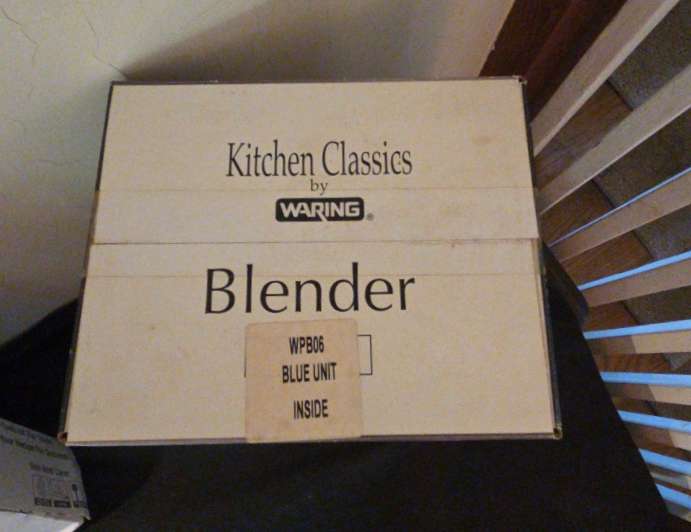 Kitchen Classics
by
WARING®
Blender
WPB06
BLUE UNIT
INSIDE